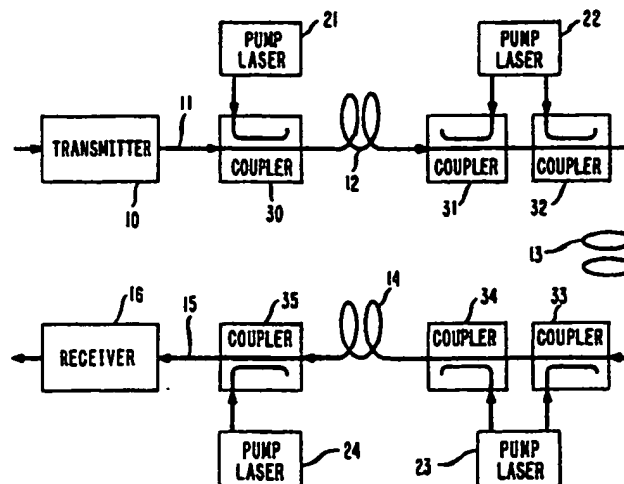 21
PUMP
LASER
22
PUMP
LASER
11
TRANSMITTER
10
COUPLER
30
12
COUPLER
31
COUPLER
32
13
16
RECEIVER
15
35
COUPLER
14
34
COUPLER
33
COUPLER
PUMP
LASER
24
23
PUMP
LASER